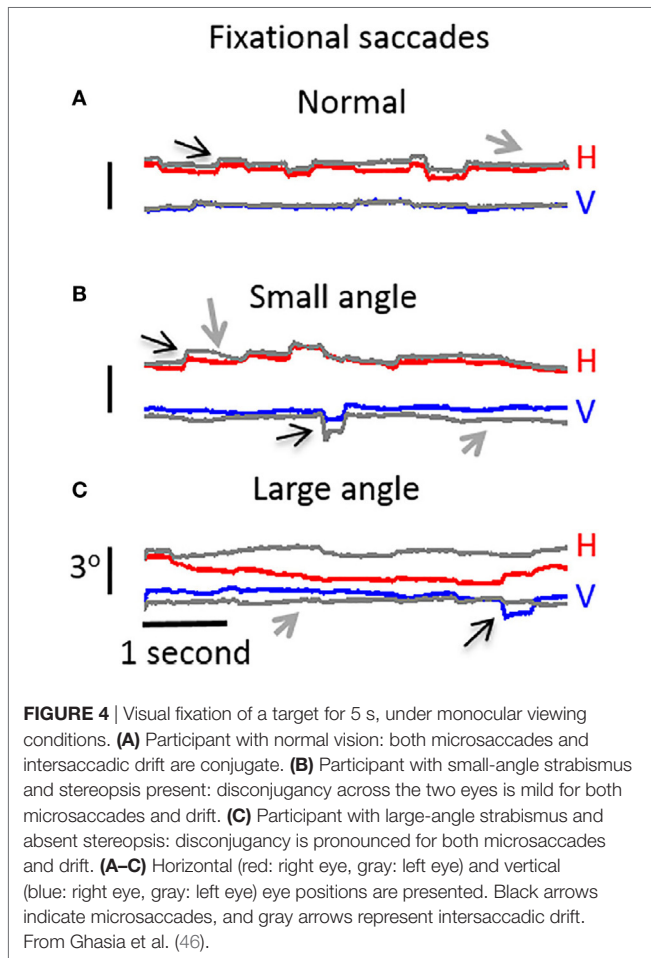 Fixational saccades
A
Normal
H
V
B
Small angle
H
V
C
Large angle
H
3°
V
1 second
FIGURE 4 | Visual fixation of a target for 5 s, under monocular viewing
conditions. (A) Participant with normal vision: both microsaccades and
intersaccadic drift are conjugate. (B) Participant with small-angle strabismus
and stereopsis present: disconjugancy across the two eyes is mild for both
microsaccades and drift. (C) Participant with large-angle strabismus and
absent stereopsis: disconjugancy is pronounced for both microsaccades
and drift. (A–C) Horizontal (red: right eye, gray: left eye) and vertical
(blue: right eye, gray: left eye) eye positions are presented. Black arrows
indicate microsaccades, and gray arrows represent intersaccadic drift.
From Ghasia et al. (46).